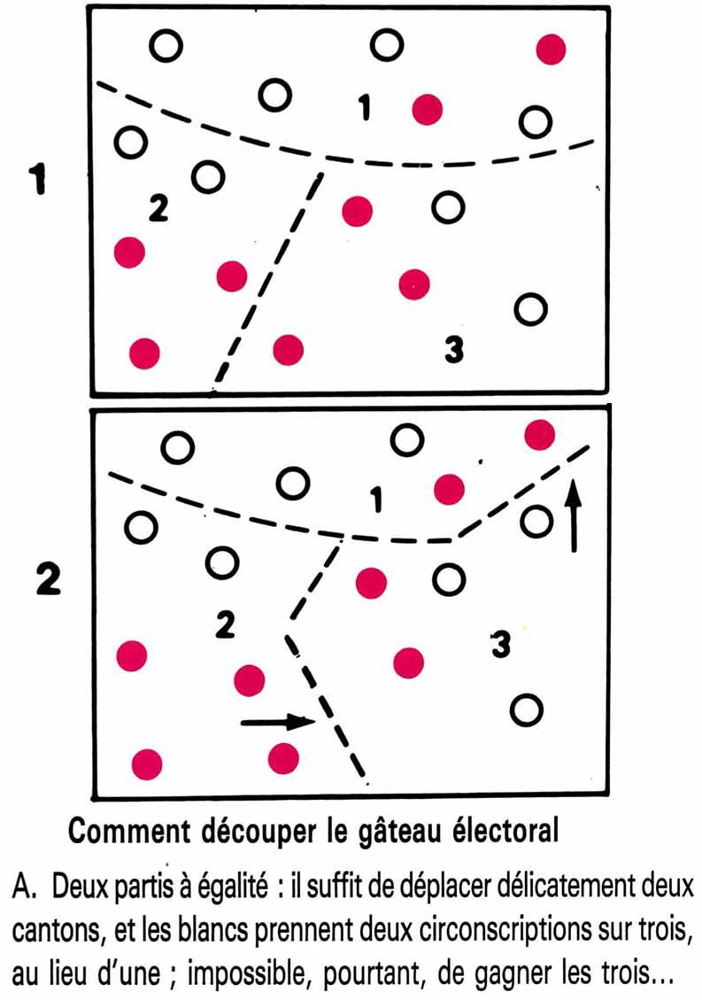 1
1
2
3
2
1
2
3
Comment découper le gâteau électoral
A. Deux partis à égalité : il suffit de déplacer délicatement deux
cantons, et les blancs prennent deux circonscriptions sur trois,
au lieu d'une ; impossible, pourtant, de gagner les trois...